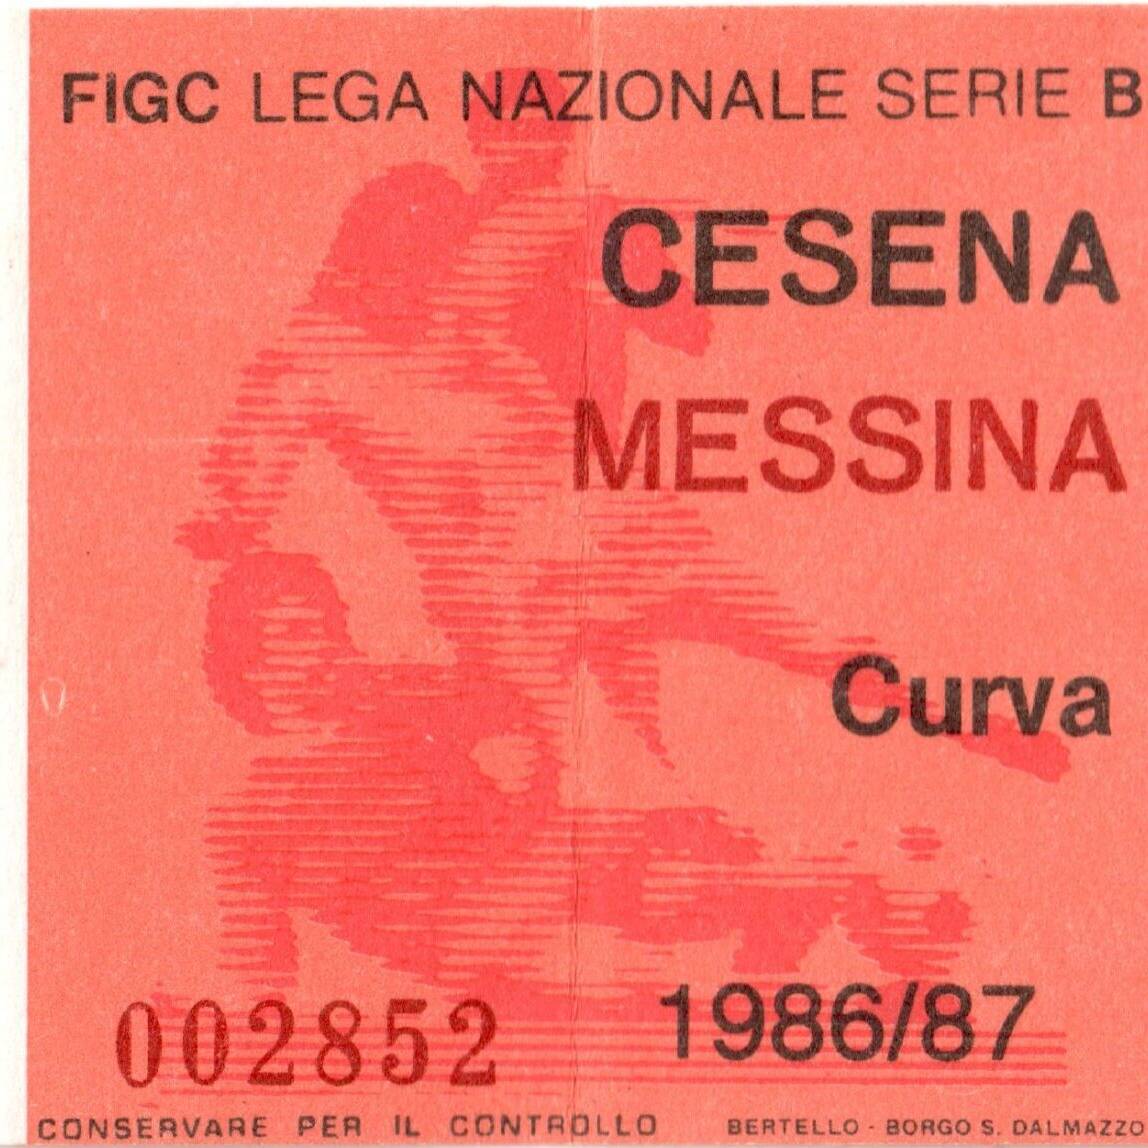 FIGC LEGA NAZIONALE SERIE B
CESENA
MESSINA
Curva
002852 1986/87
CONSERVARE PER IL CONTROLLO BERTELLO - BORGO S. DALMAZZO